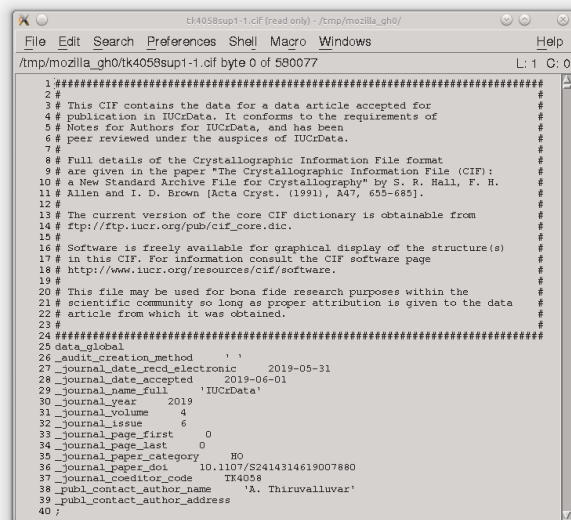 tk4058sup1-1.cif (read only) - /tmp/mozilla_gh0/
File Edit Search Preferences Shell Macro Windows Help
/tmp/mozilla_gh0/tk4058sup1-1.cif byte 0 of 580077 L: 1 C: 0
1 ######################################################################
2 # #
3 # This CIF contains the data for a data article accepted for #
4 # publication in IUCrData. It conforms to the requirements of #
5 # Notes for Authors for IUCrData, and has been #
6 # peer reviewed under the auspices of IUCrData. #
7 # #
8 # Full details of the Crystallographic Information File format #
9 # are given in the paper "The Crystallographic Information File (CIF): #
10 # a New Standard Archive File for Crystallography" by S. R. Hall, F. H. #
11 # Allen and I. D. Brown [Acta Cryst. (1991), A47, 655-685]. #
12 # #
13 # The current version of the core CIF dictionary is obtainable from #
14 # ftp://ftp.iucr.org/pub/cif_core.dic. #
15 # #
16 # Software is freely available for graphical display of the structure(s) #
17 # in this CIF. For information consult the CIF software page #
18 # http://www.iucr.org/resources/cif/software. #
19 # #
20 # This file may be used for bona fide research purposes within the #
21 # scientific community so long as proper attribution is given to the data #
22 # article from which it was obtained. #
23 # #
24 ######################################################################
25 data_global
26 _audit_creation_method ' '
27 _journal_date_recd_electronic 2019-05-31
28 _journal_date_accepted 2019-06-01
29 _journal_name_full 'IUCrData'
30 _journal_year 2019
31 _journal_volume 4
32 _journal_issue 6
33 _journal_page_first 0
34 _journal_page_last 0
35 _journal_paper_category HO
36 _journal_paper_doi 10.1107/S2414314619007880
37 _journal_coeditor_code TK4058
38 _publ_contact_author_name 'A. Thiruvalluvar'
39 _publ_contact_author_address
40 ;